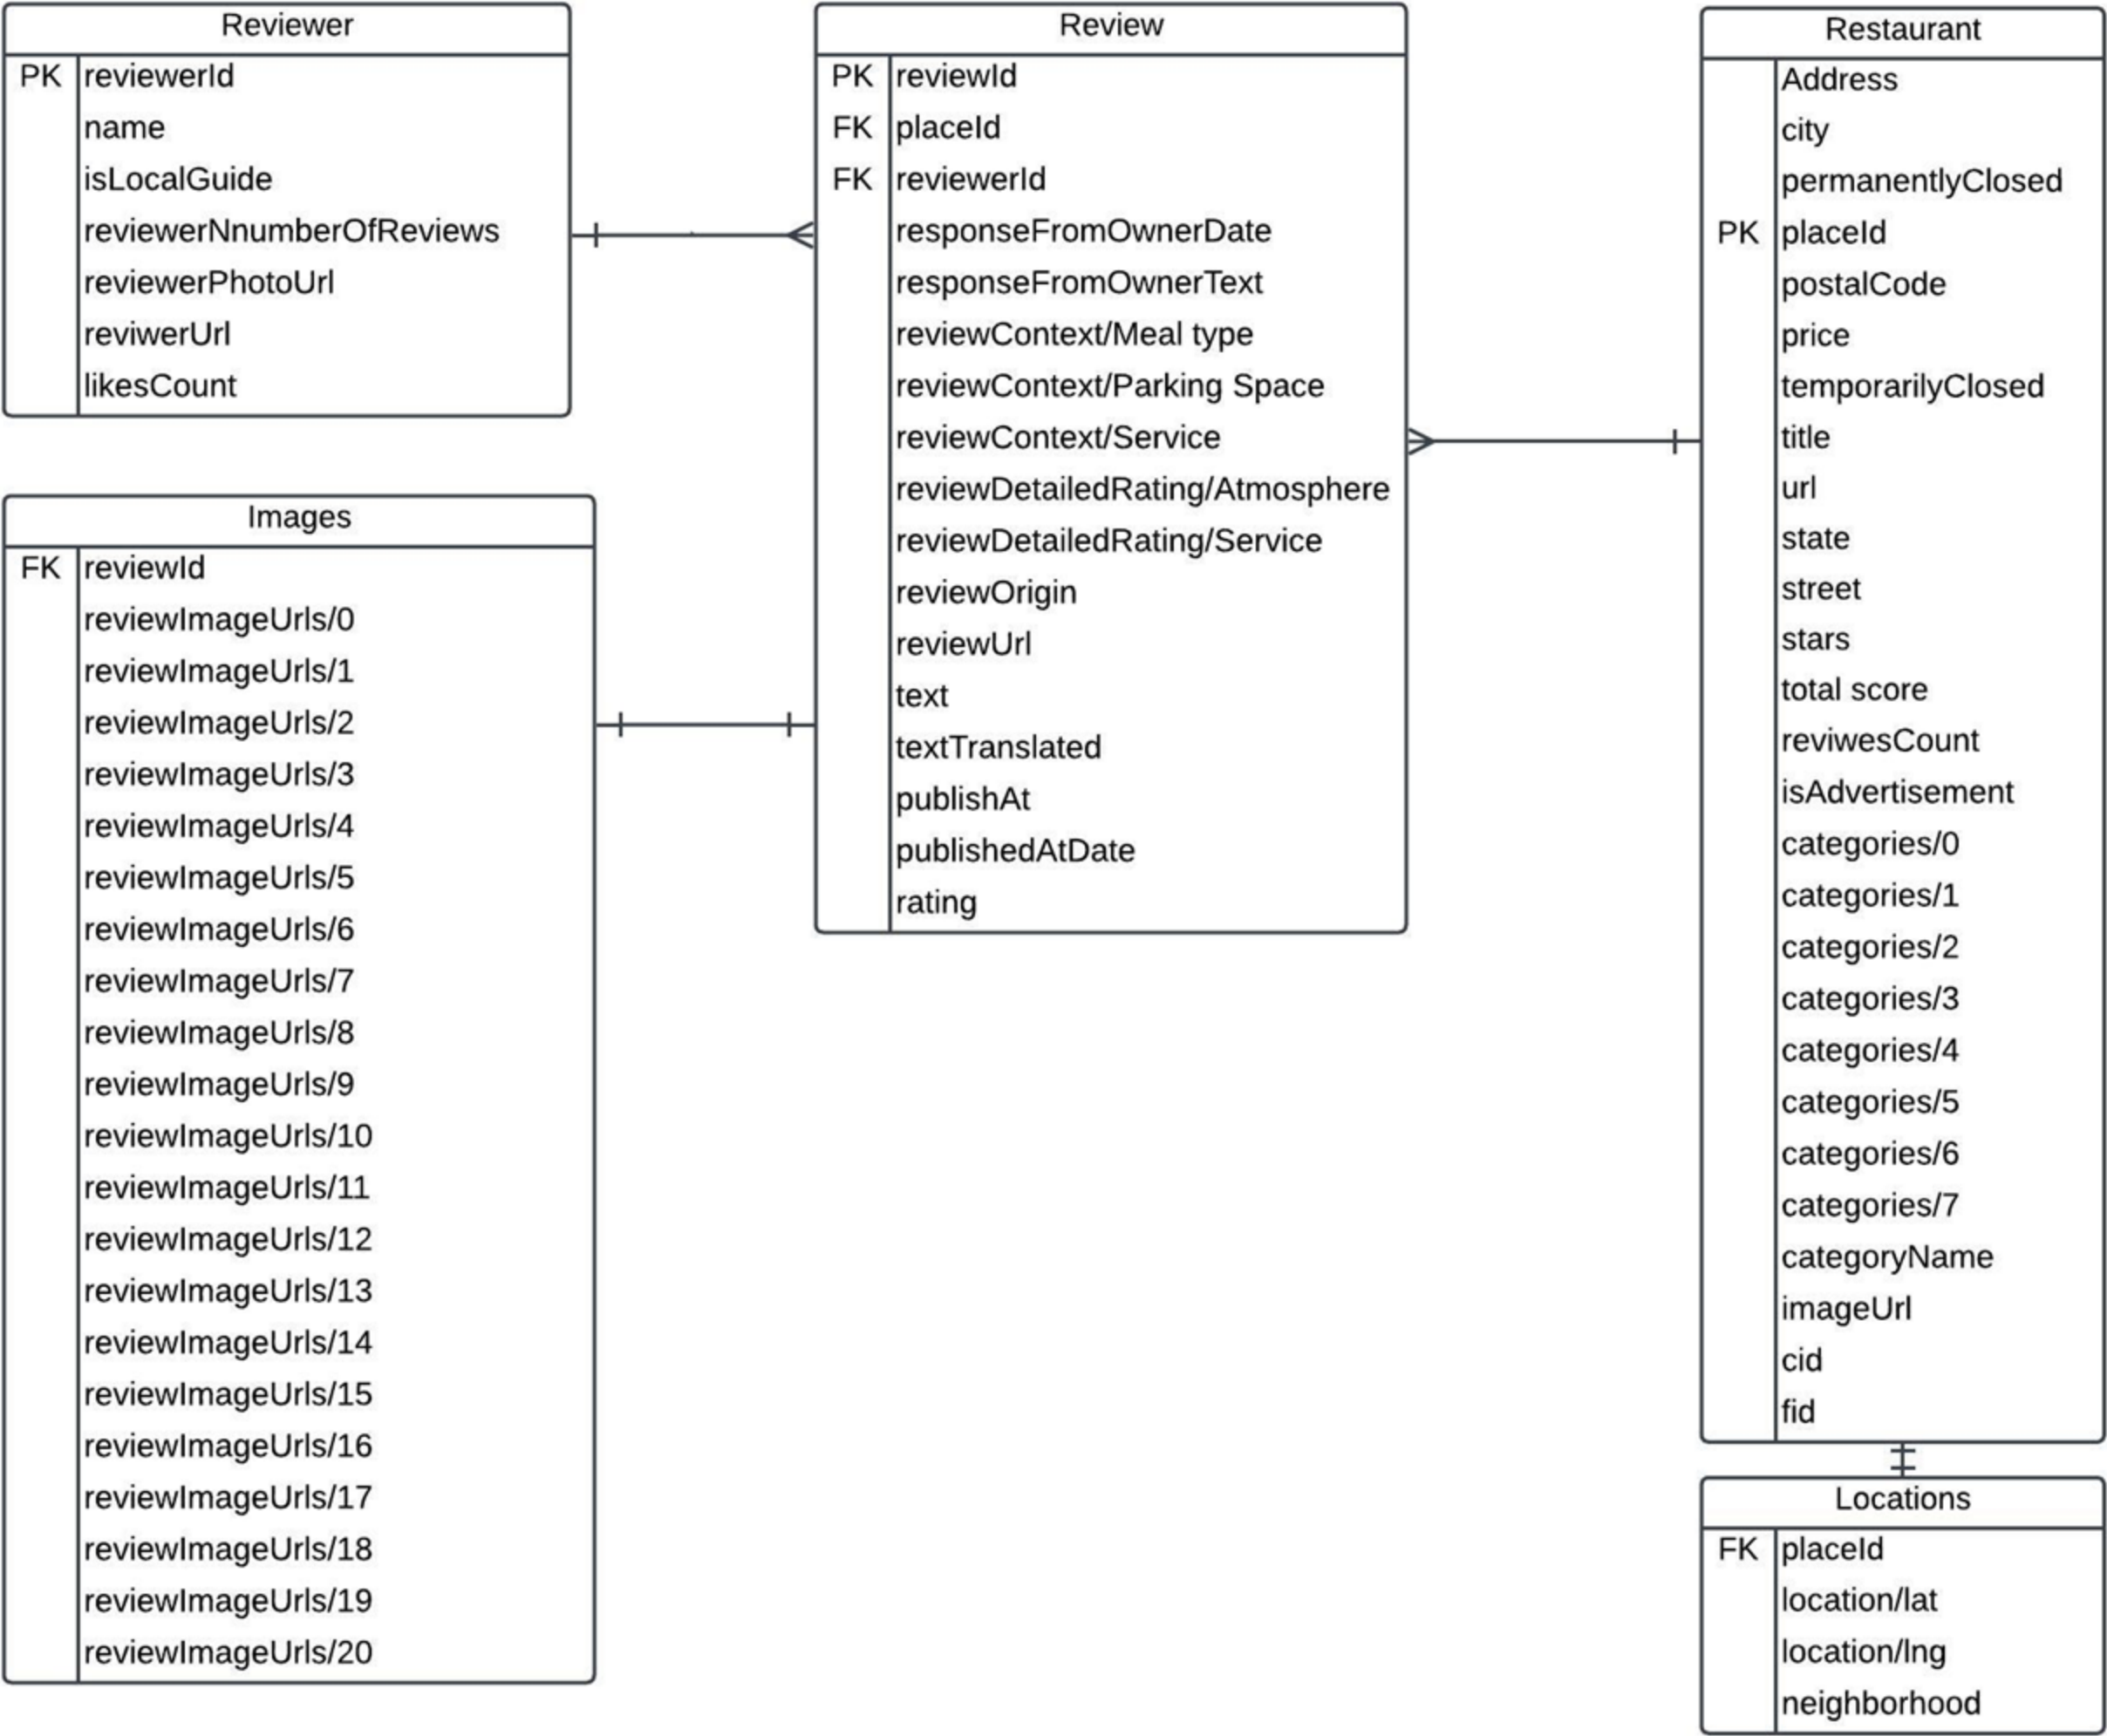 Reviewer
PK reviewerId
name
isLocalGuide
reviewerNnumberOfReviews
reviewerPhotoUrl
reviwerUrl
likesCount
Images
FK reviewId
reviewImageUrls/0
reviewImageUrls/1
reviewImageUrls/2
reviewImageUrls/3
reviewImageUrls/4
reviewImageUrls/5
reviewImageUrls/6
reviewImageUrls/7
reviewImageUrls/8
reviewImageUrls/9
reviewImageUrls/10
reviewImageUrls/11
reviewImageUrls/12
reviewImageUrls/13
reviewImageUrls/14
reviewImageUrls/15
reviewImageUrls/16
reviewImageUrls/17
reviewImageUrls/18
reviewImageUrls/19
reviewImageUrls/20
Review
PK reviewId
FK placeId
FK reviewerId
responseFromOwnerDate
responseFromOwnerText
reviewContext/Meal type
reviewContext/Parking Space
reviewContext/Service
reviewDetailedRating/Atmosphere
reviewDetailedRating/Service
reviewOrigin
reviewUrl
text
textTranslated
publishAt
publishedAtDate
rating
Restaurant
Address
city
permanentlyClosed
PK placeId
postalCode
price
temporarilyClosed
title
url
state
street
stars
total score
reviwesCount
isAdvertisement
categories/0
categories/1
categories/2
categories/3
categories/4
categories/5
categories/6
categories/7
categoryName
imageUrl
cid
fid
Locations
FK placeId
location/lat
location/lng
neighborhood